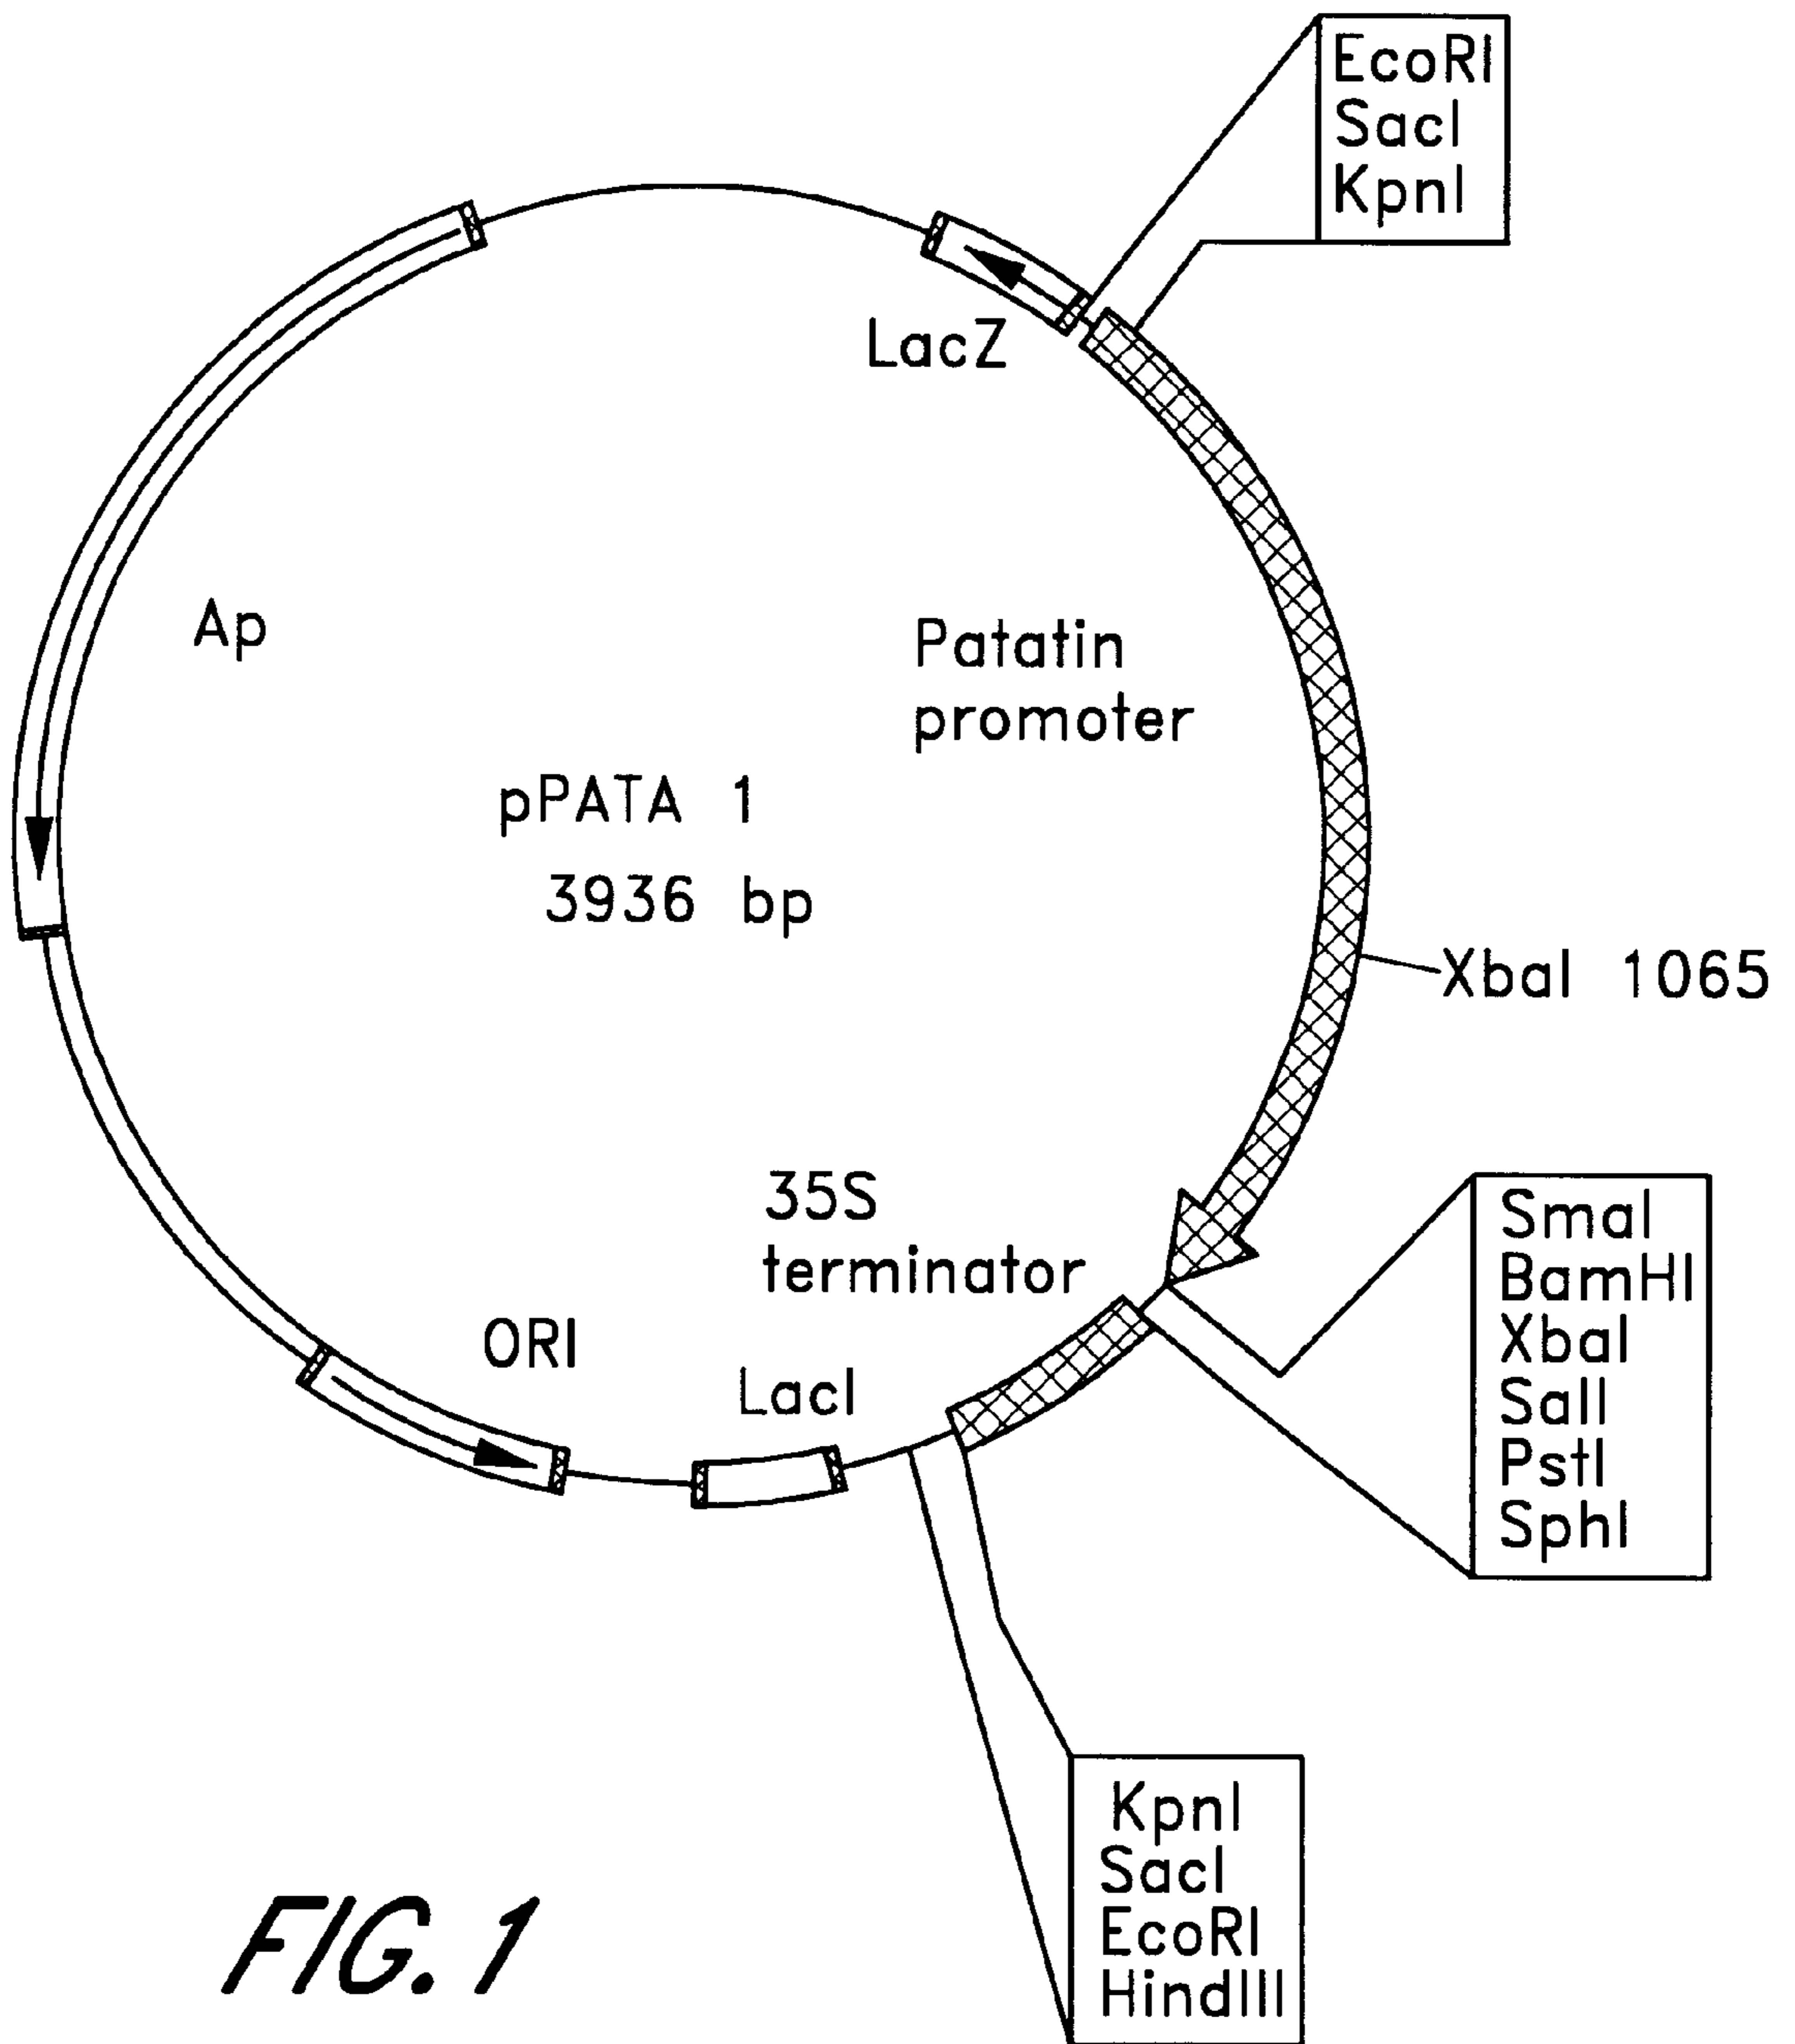 EcoRI
SacI
KpnI
LacZ
Ap
Patatin
promoter
pPATA 1
3936 bp
XbaI 1065
35S
terminator
ORI
LacI
SmaI
BamHI
XbaI
SalI
PstI
SphI
KpnI
SacI
EcoRI
HindIII
FIG. 1